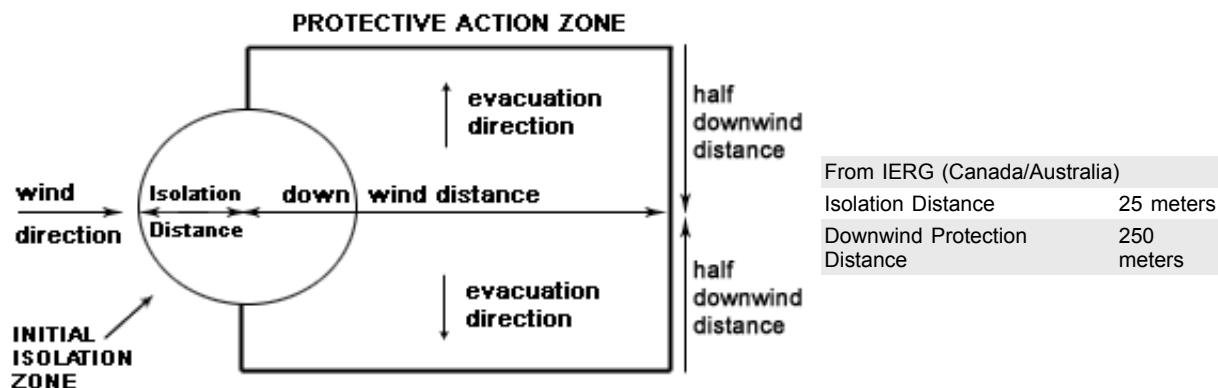 PROTECTIVE ACTION ZONE
evacuation
direction
half
downwind
distance
wind
direction
Isolation
Distance
down wind distance
evacuation
direction
half
downwind
distance
INITIAL
ISOLATION
ZONE
From IERG (Canada/Australia)
Isolation Distance 25 meters
Downwind Protection 250
Distance meters